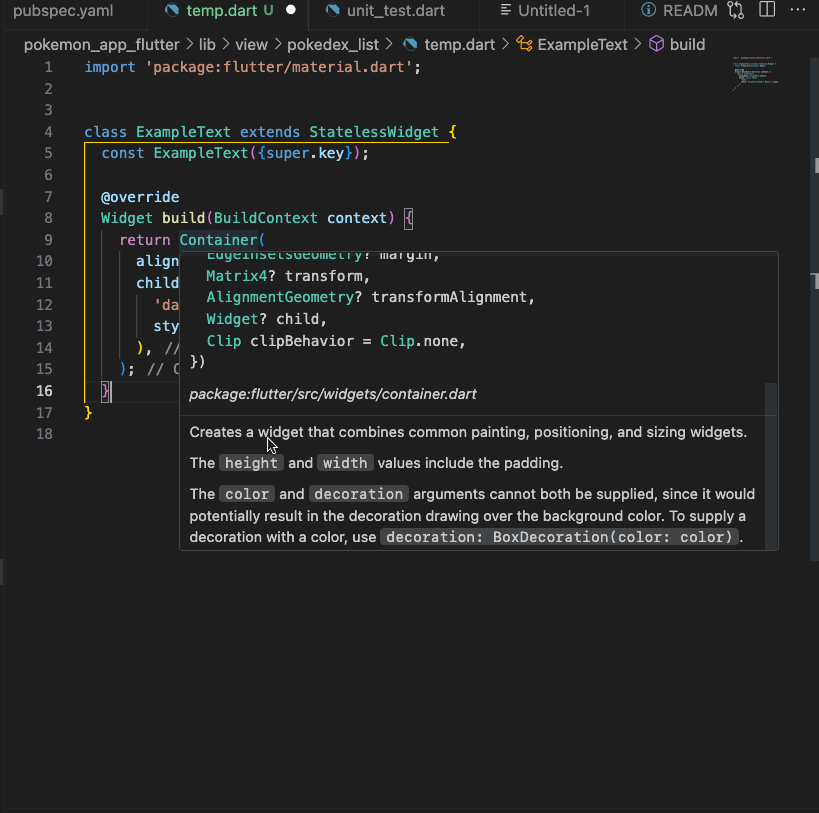 pubspec.yaml temp.dart U unit_test.dart Untitled-1 READM
pokemon_app_flutter > lib > view > pokedex_list > temp.dart > ExampleText > build
1 import 'package:flutter/material.dart';
2
3
4 class ExampleText extends StatelessWidget {
5 const ExampleText({super.key});
6
7 @override
8 Widget build(BuildContext context) {
9 return Container(
10 align
11 child
12 'da
13 sty
14 ), //
15 ); // C
16 }
17 }
18
EdgeInsetsGeometry? margin,
Matrix4? transform,
AlignmentGeometry? transformAlignment,
Widget? child,
Clip clipBehavior = Clip.none,
})
package:flutter/src/widgets/container.dart
Creates a widget that combines common painting, positioning, and sizing widgets.
The height and width values include the padding.
The color and decoration arguments cannot both be supplied, since it would
potentially result in the decoration drawing over the background color. To supply a
decoration with a color, use decoration: BoxDecoration(color: color).